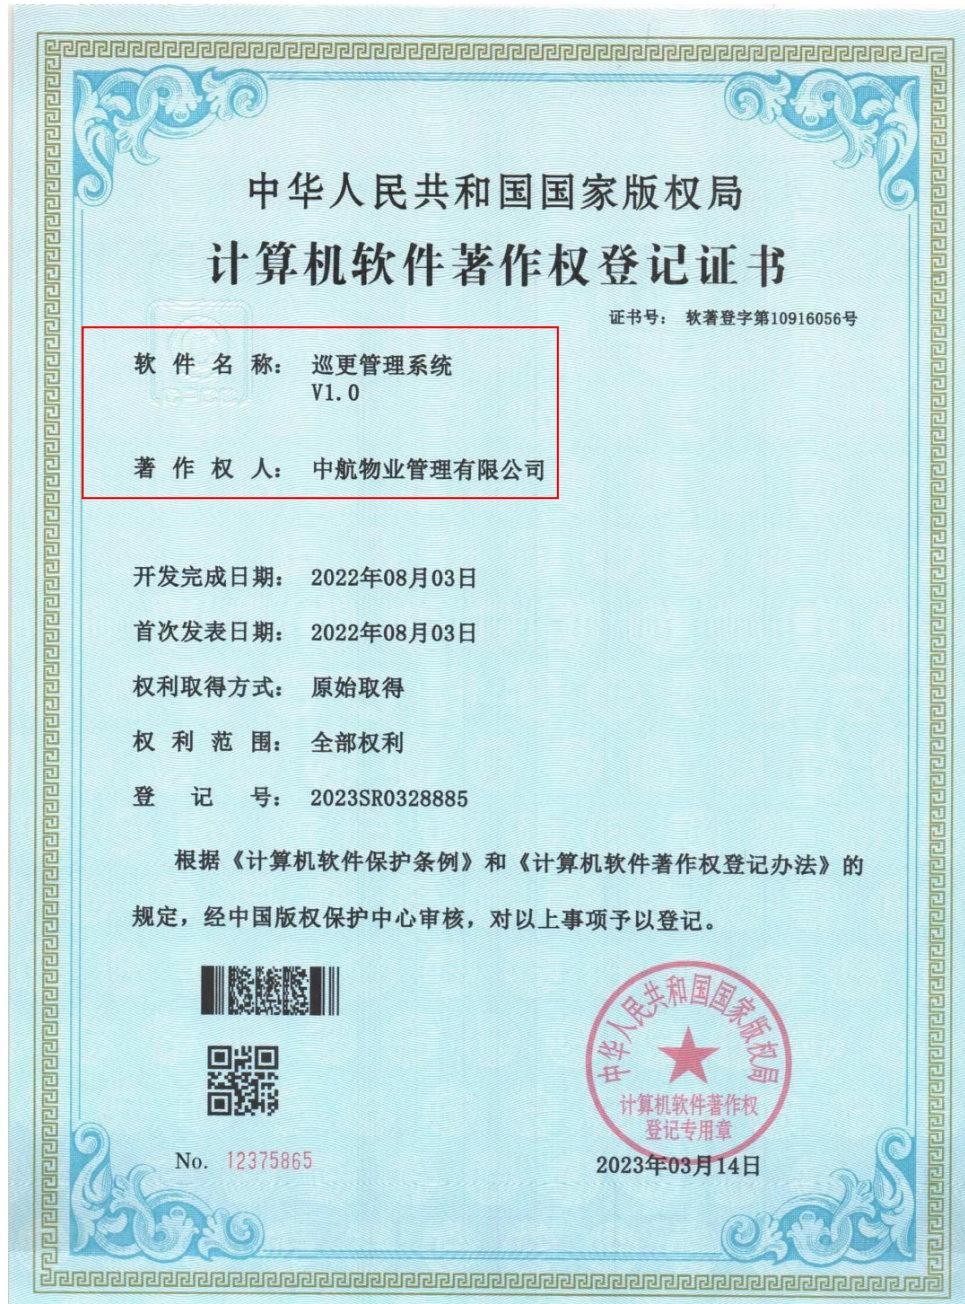 中华人民共和国国家版权局
计算机软件著作权登记证书
证书号： 软著登字第10916056号
软件名称： 巡更管理系统
V1.0
著作权人： 中航物业管理有限公司
开发完成日期： 2022年08月03日
首次发表日期： 2022年08月03日
权利取得方式： 原始取得
权利范围： 全部权利
登记号： 2023SR0328885
根据《计算机软件保护条例》和《计算机软件著作权登记办法》的
规定，经中国版权保护中心审核，对以上事项予以登记。
中华人民共和国国家版权局
计算机软件著作权
登记专用章
No. 12375865
2023年03月14日